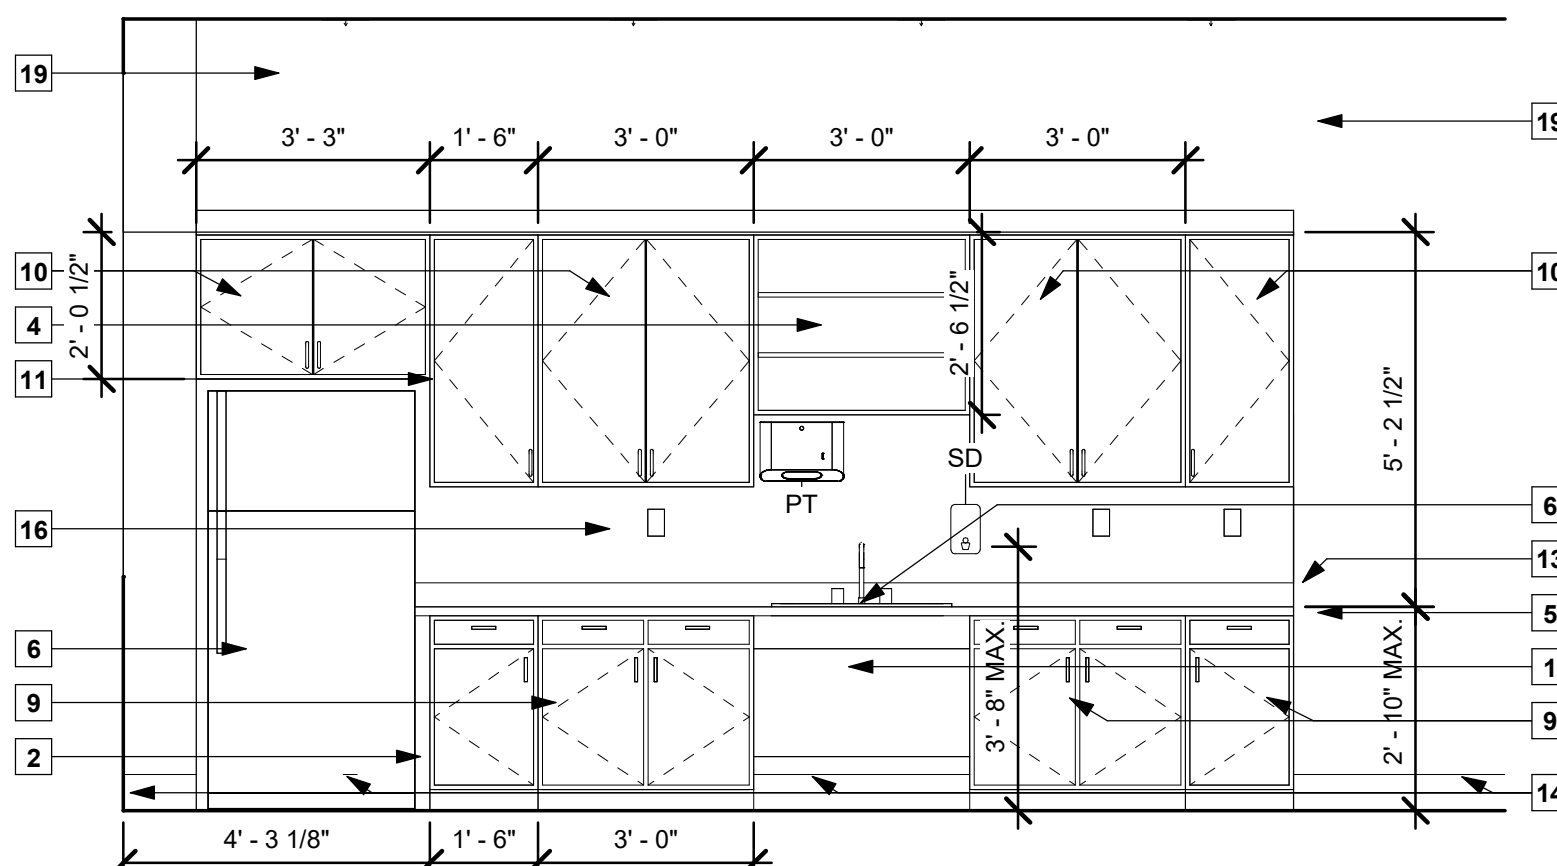 19
19
3' - 3"
1' - 6"
3' - 0"
3' - 0"
3' - 0"
10
2' - 0 1/2"
10
4
2' - 6 1/2"
11
5' - 2 1/2"
SD
PT
6
16
13
5
6
3' - 8" MAX.
2' - 10" MAX.
1
9
9
2
14
4' - 3 1/8"
1' - 6"
3' - 0"